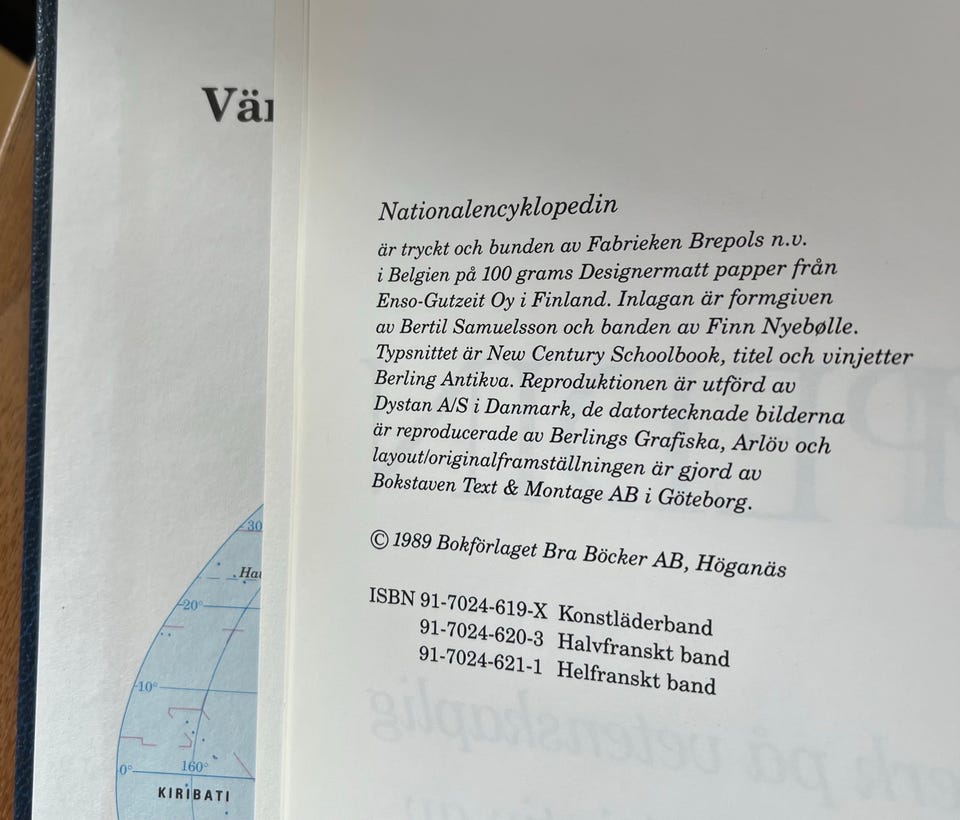 Nationalencyklopedin
är tryckt och bunden av Fabrieken Brepols n.v.
i Belgien på 100 grams Designermatt papper från
Enso-Gutzeit Oy i Finland. Inlagan är formgiven
av Bertil Samuelsson och banden av Finn Nyebølle.
Typsnittet är New Century Schoolbook, titel och vinjetter
Berling Antikva. Reproduktionen är utförd av
Dystan A/S i Danmark, de datortecknade bilderna
är reproducerade av Berlings Grafiska, Arlöv och
layout/originalframställningen är gjord av
Bokstaven Text & Montage AB i Göteborg.
© 1989 Bokförlaget Bra Böcker AB, Höganäs
ISBN 91-7024-619-X Konstläderband
91-7024-620-3 Halvfranskt band
91-7024-621-1 Helfranskt band
30
20°
10°
0°
160°
KIRIBATI